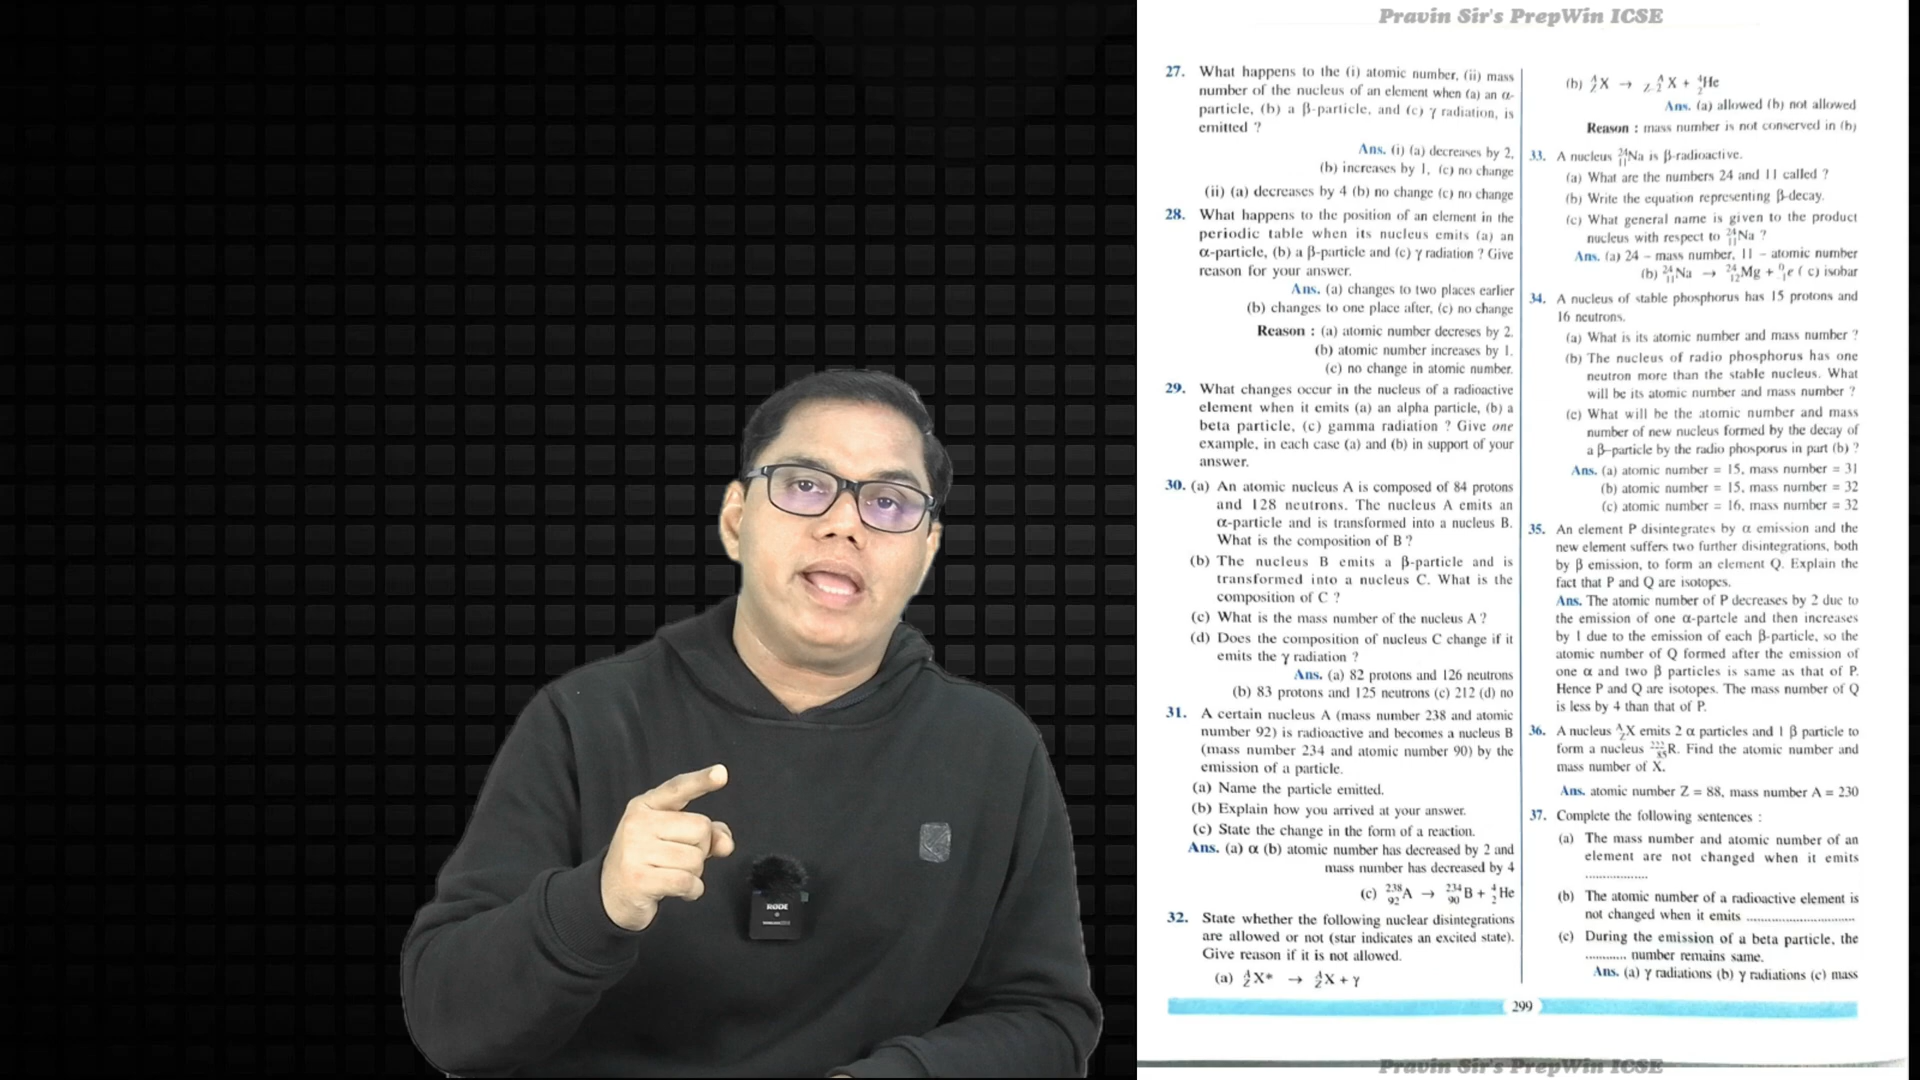 Pravin Sir's PrepWin ICSE
27. What happens to the (i) atomic number, (ii) mass
number of the nucleus of an element when (a) an α-
particle, (b) a β-particle, and (c) γ radiation, is
emitted ?
Ans. (i) (a) decreases by 2,
(b) increases by 1, (c) no change
(ii) (a) decreases by 4 (b) no change (c) no change
28. What happens to the position of an element in the
periodic table when its nucleus emits (a) an
α-particle, (b) a β-particle and (c) γ radiation ? Give
reason for your answer.
Ans. (a) changes to two places earlier
(b) changes to one place after, (c) no change
Reason : (a) atomic number decreses by 2.
(b) atomic number increases by 1.
(c) no change in atomic number.
29. What changes occur in the nucleus of a radioactive
element when it emits (a) an alpha particle, (b) a
beta particle, (c) gamma radiation ? Give one
example, in each case (a) and (b) in support of your
answer.
30. (a) An atomic nucleus A is composed of 84 protons
and 128 neutrons. The nucleus A emits an
α-particle and is transformed into a nucleus B.
What is the composition of B ?
(b) The nucleus B emits a β-particle and is
transformed into a nucleus C. What is the
composition of C ?
(c) What is the mass number of the nucleus A ?
(d) Does the composition of nucleus C change if it
emits the γ radiation ?
Ans. (a) 82 protons and 126 neutrons
(b) 83 protons and 125 neutrons (c) 212 (d) no
31. A certain nucleus A (mass number 238 and atomic
number 92) is radioactive and becomes a nucleus B
(mass number 234 and atomic number 90) by the
emission of a particle.
(a) Name the particle emitted.
(b) Explain how you arrived at your answer.
(c) State the change in the form of a reaction.
Ans. (a) α (b) atomic number has decreased by 2 and
mass number has decreased by 4
(c) ²³⁸₉₂A → ²³⁴₉₀B + ⁴₂He
32. State whether the following nuclear disintegrations
are allowed or not (star indicates an excited state).
Give reason if it is not allowed.
(a) ᴬ_Z X* → ᴬ_Z X + γ
(b) ᴬ_Z X → ᴬ_Z-2 X + ⁴₂He
Ans. (a) allowed (b) not allowed
Reason : mass number is not conserved in (b)
33. A nucleus ²⁴₁₁Na is β-radioactive.
(a) What are the numbers 24 and 11 called ?
(b) Write the equation representing β-decay.
(c) What general name is given to the product
nucleus with respect to ²⁴₁₁Na ?
Ans. (a) 24 – mass number, 11 – atomic number
(b) ²⁴₁₁Na → ²⁴₁₂Mg + ⁰₋₁e ( c) isobar
34. A nucleus of stable phosphorus has 15 protons and
16 neutrons.
(a) What is its atomic number and mass number ?
(b) The nucleus of radio phosphorus has one
neutron more than the stable nucleus. What
will be its atomic number and mass number ?
(c) What will be the atomic number and mass
number of new nucleus formed by the decay of
a β–particle by the radio phosporus in part (b) ?
Ans. (a) atomic number = 15, mass number = 31
(b) atomic number = 15, mass number = 32
(c) atomic number = 16, mass number = 32
35. An element P disintegrates by α emission and the
new element suffers two further disintegrations, both
by β emission, to form an element Q. Explain the
fact that P and Q are isotopes.
Ans. The atomic number of P decreases by 2 due to
the emission of one α-partcle and then increases
by 1 due to the emission of each β-particle, so the
atomic number of Q formed after the emission of
one α and two β particles is same as that of P.
Hence P and Q are isotopes. The mass number of Q
is less by 4 than that of P.
36. A nucleus ᴬ_Z X emits 2 α particles and 1 β particle to
form a nucleus ²²²₈₅R. Find the atomic number and
mass number of X.
Ans. atomic number Z = 88, mass number A = 230
37. Complete the following sentences :
(a) The mass number and atomic number of an
element are not changed when it emits
..................
(b) The atomic number of a radioactive element is
not changed when it emits ..............................
(c) During the emission of a beta particle, the
............ number remains same.
Ans. (a) γ radiations (b) γ radiations (c) mass
299
Pravin Sir's PrepWin ICSE
RODE